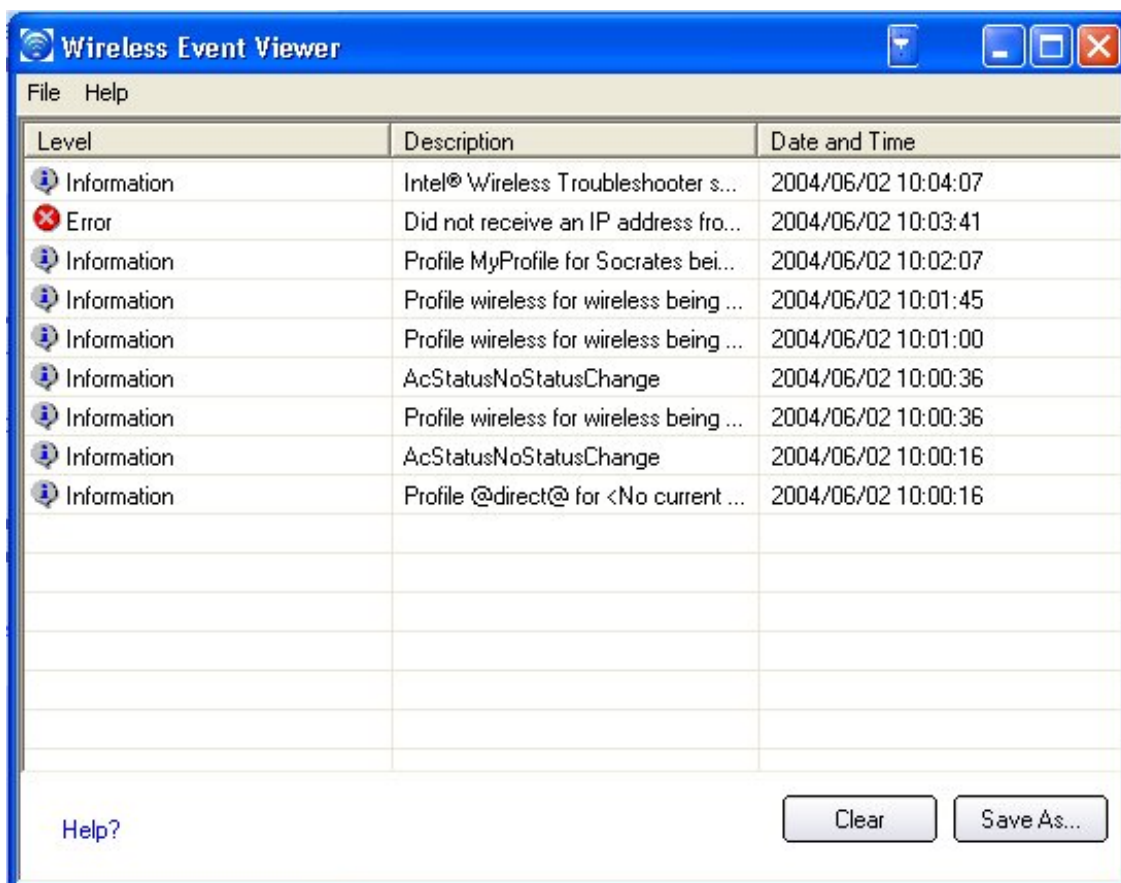 Wireless Event Viewer
File Help
Level Description Date and Time
Information Intel® Wireless Troubleshooter s... 2004/06/02 10:04:07
Error Did not receive an IP address fro... 2004/06/02 10:03:41
Information Profile MyProfile for Socrates bei... 2004/06/02 10:02:07
Information Profile wireless for wireless being ... 2004/06/02 10:01:45
Information Profile wireless for wireless being ... 2004/06/02 10:01:00
Information AcStatusNoStatusChange 2004/06/02 10:00:36
Information Profile wireless for wireless being ... 2004/06/02 10:00:36
Information AcStatusNoStatusChange 2004/06/02 10:00:16
Information Profile @direct@ for <No current ... 2004/06/02 10:00:16
Help? Clear Save As...